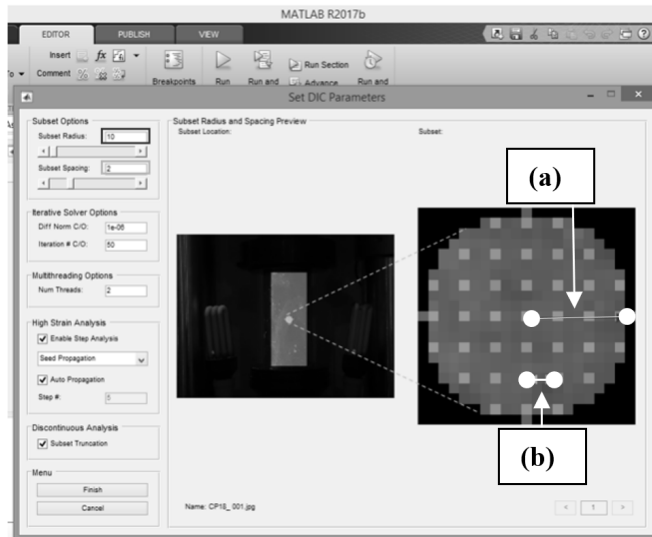 MATLAB R2017b
EDITOR PUBLISH VIEW
Insert fx
Comment
Breakpoints Run Run and Advance Run and
Run Section
Set DIC Parameters
Subset Options
Subset Radius: 10
Subset Spacing: 2
Iterative Solver Options
Diff Norm C/O: 1e-06
Iteration # C/O: 50
Multithreading Options
Num Threads: 2
High Strain Analysis
Enable Step Analysis
Seed Propagation
Auto Propagation
Step #: 5
Discontinuous Analysis
Subset Truncation
Menu
Finish
Cancel
Subset Radius and Spacing Preview
Subset Location: Subset:
(a)
(b)
Name: CP18_ 001.jpg
< 1 >